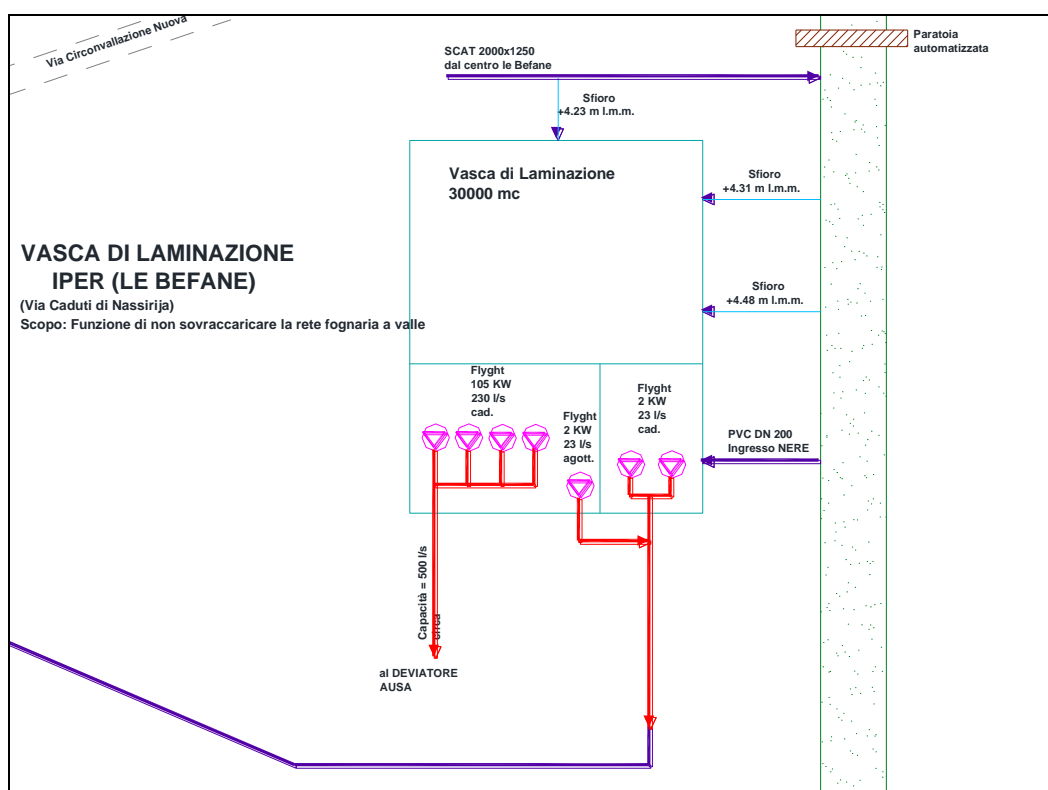 Via Circonvallazione Nuova
SCAT 2000x1250
dal centro le Befane
Paratoia
automatizzata
Sfioro
+4.23 m l.m.m.
Vasca di Laminazione
30000 mc
Sfioro
+4.31 m l.m.m.
VASCA DI LAMINAZIONE
IPER (LE BEFANE)
(Via Caduti di Nassirija)
Scopo: Funzione di non sovraccaricare la rete fognaria a valle
Sfioro
+4.48 m l.m.m.
Flyght
105 KW
230 l/s
cad.
Flyght
2 KW
23 l/s
agott.
Flyght
2 KW
23 l/s
cad.
PVC DN 200
Ingresso NERE
Capacità = 500 l/s
circa
al DEVIATORE
AUSA